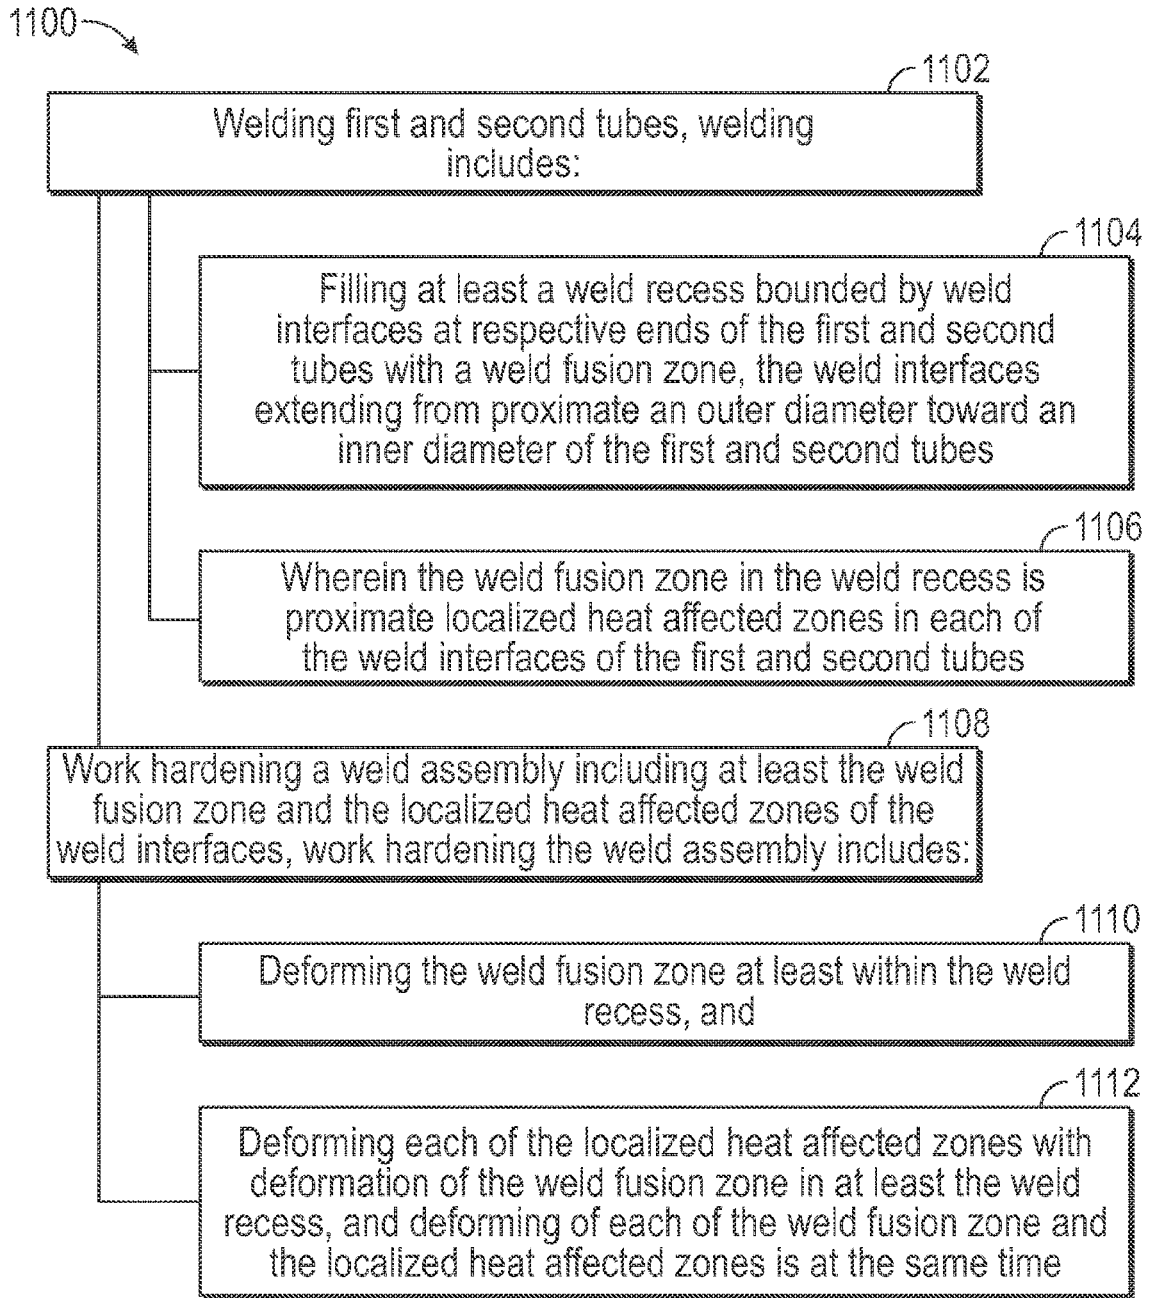 1100
1102
Welding first and second tubes, welding
includes:
1104
Filling at least a weld recess bounded by weld
interfaces at respective ends of the first and second
tubes with a weld fusion zone, the weld interfaces
extending from proximate an outer diameter toward an
inner diameter of the first and second tubes
1106
Wherein the weld fusion zone in the weld recess is
proximate localized heat affected zones in each of
the weld interfaces of the first and second tubes
1108
Work hardening a weld assembly including at least the weld
fusion zone and the localized heat affected zones of the
weld interfaces, work hardening the weld assembly includes:
1110
Deforming the weld fusion zone at least within the weld
recess, and
1112
Deforming each of the localized heat affected zones with
deformation of the weld fusion zone in at least the weld
recess, and deforming of each of the weld fusion zone and
the localized heat affected zones is at the same time